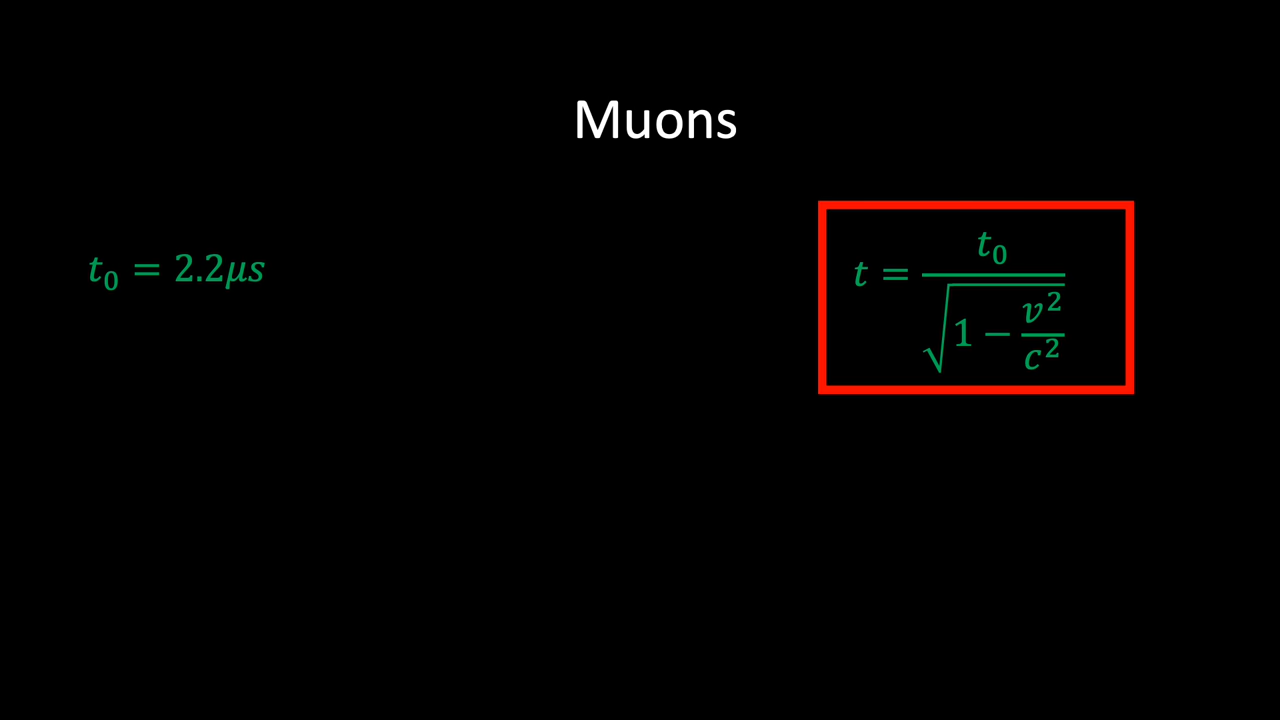 Muons
t₀ = 2.2μs
t = t₀ / √(1 − v²/c²)